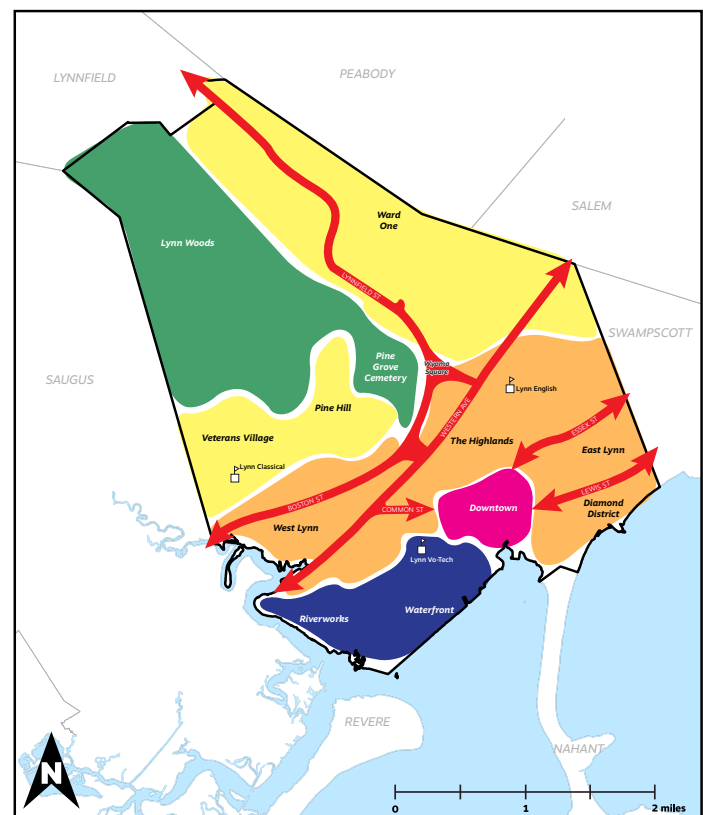 LYNNFIELD
PEABODY
SALEM
Ward
One
Lynn Woods
LYNNFIELD ST
SWAMPSCOTT
SAUGUS
Pine
Grove
Cemetery
Wyoma
Square
Lynn English
Pine Hill
WESTERN AVE
Veterans Village
The Highlands
ESSEX ST
East Lynn
Lynn Classical
LEWIS ST
BOSTON ST
COMMON ST
Downtown
Diamond
District
West Lynn
Lynn Vo-Tech
Riverworks
Waterfront
REVERE
NAHANT
N
0
1
2 miles